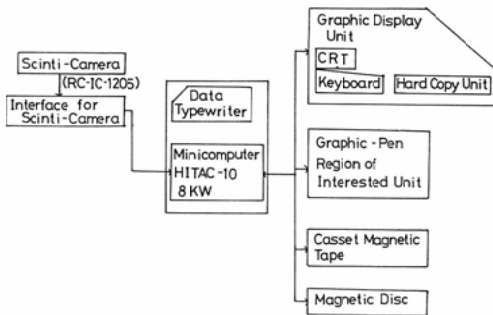 Scinti-Camera
(RC-IC-1205)
Interface for
Scinti-Camera
Data
Typewriter
Minicomputer
HITAC-10
8 KW
Graphic Display
Unit
CRT
Keyboard
Hard Copy Unit
Graphic - Pen
Region of
Interested Unit
Casset Magnetic
Tape
Magnetic Disc